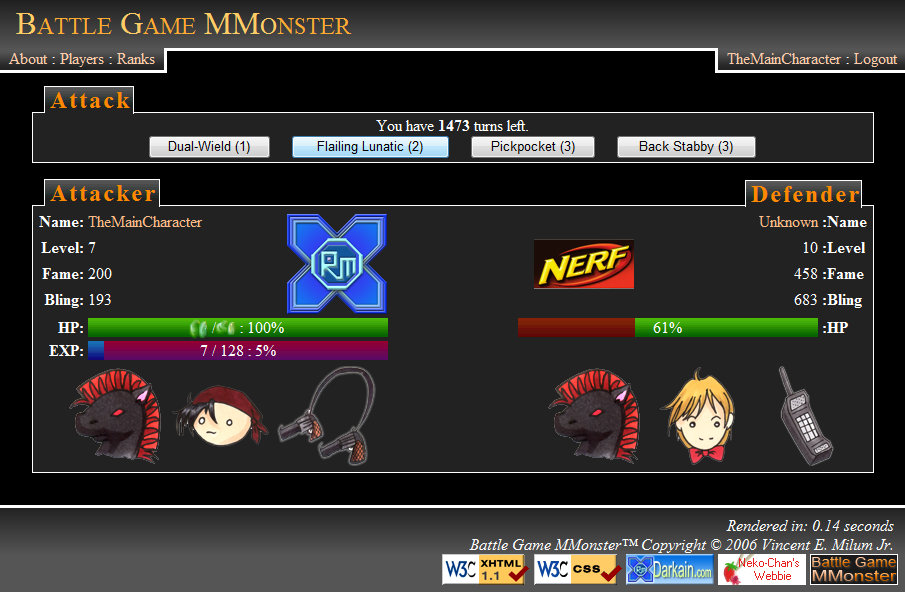 Battle Game MMonster
About : Players : Ranks
TheMainCharacter : Logout
Attack
You have 1473 turns left.
Dual-Wield (1)
Flailing Lunatic (2)
Pickpocket (3)
Back Stabby (3)
Attacker
Name: TheMainCharacter
Level: 7
Fame: 200
Bling: 193
HP: / : 100%
EXP: 7 / 128 : 5%
RM
Defender
Unknown :Name
10 :Level
458 :Fame
683 :Bling
61% :HP
NERF
Rendered in: 0.14 seconds
Battle Game MMonster™ Copyright © 2006 Vincent E. Milum Jr.
W3C XHTML 1.1
W3C CSS
Darkain.com
Neko-Chan's Webbie
Battle Game MMonster